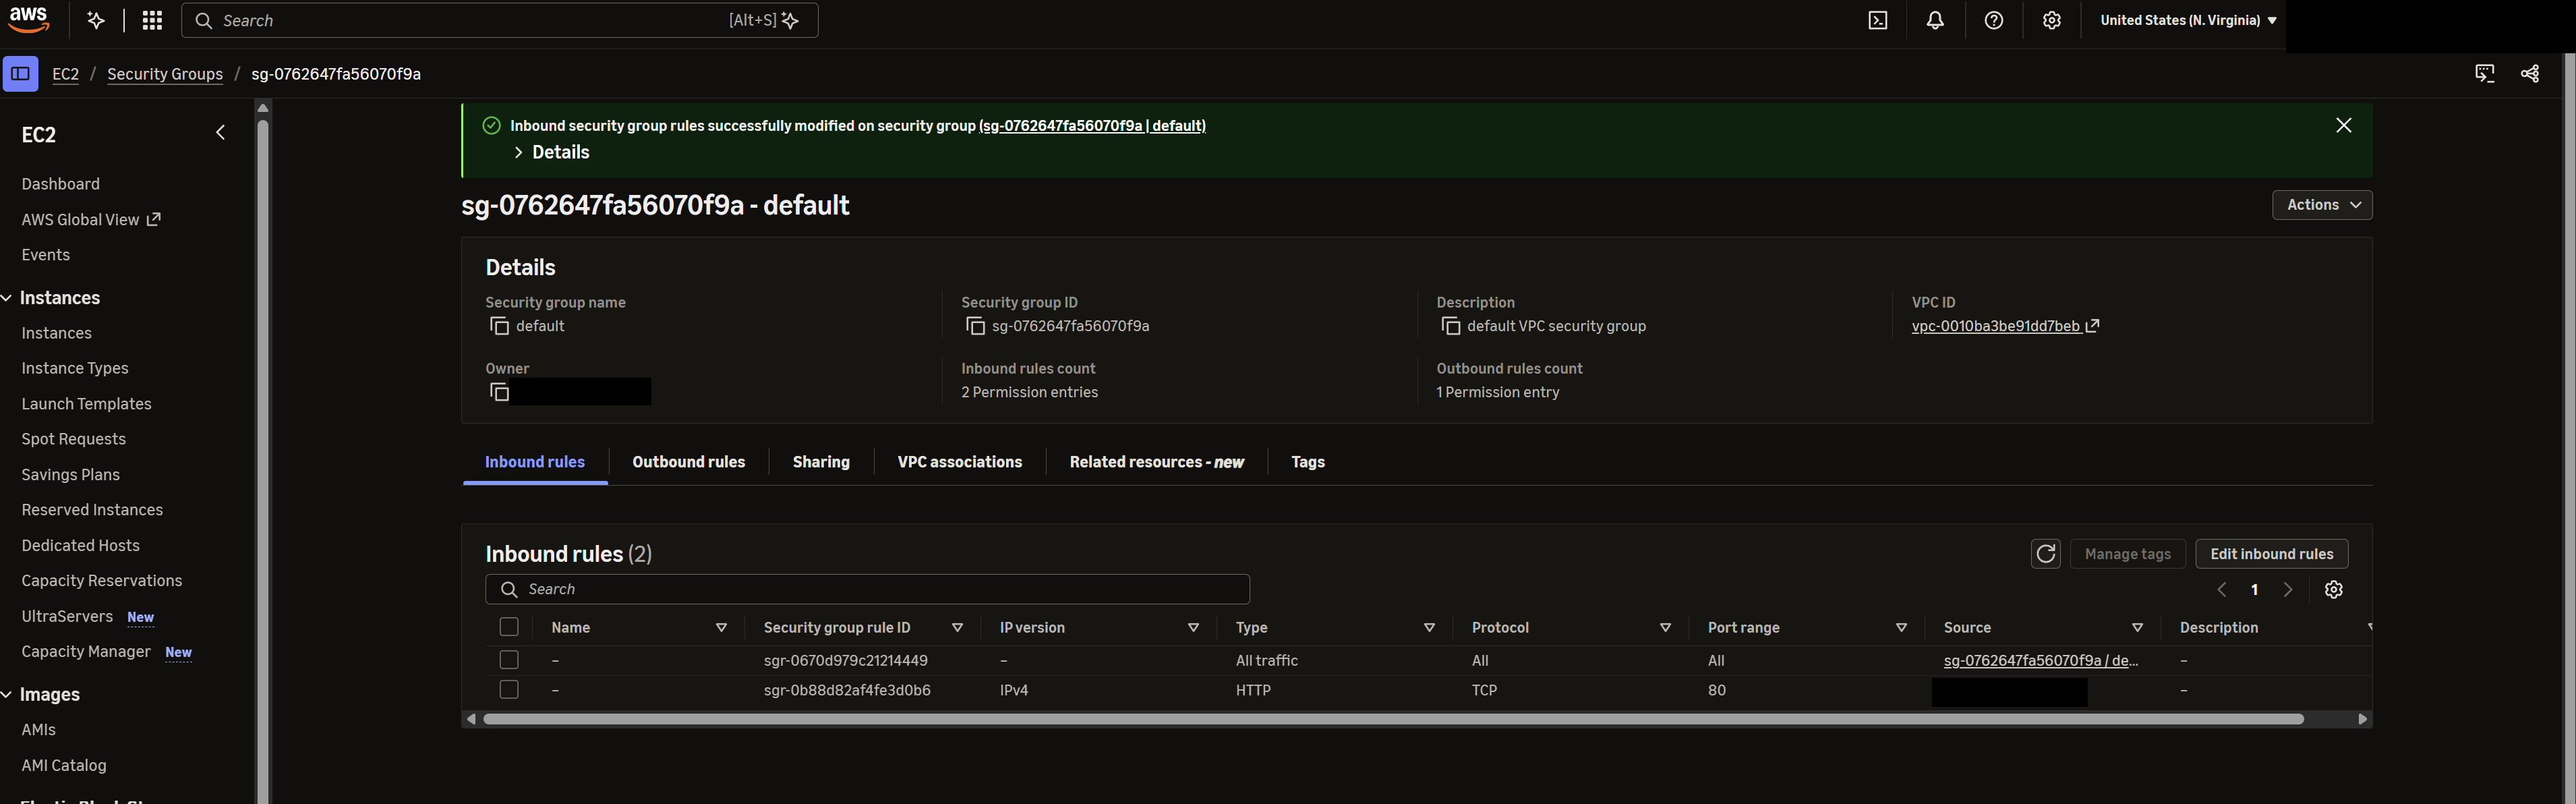 aws
Search [Alt+S]
United States (N. Virginia)
EC2 / Security Groups / sg-0762647fa56070f9a
EC2
Dashboard
AWS Global View
Events
Instances
Instances
Instance Types
Launch Templates
Spot Requests
Savings Plans
Reserved Instances
Dedicated Hosts
Capacity Reservations
UltraServers New
Capacity Manager New
Images
AMIs
AMI Catalog
Inbound security group rules successfully modified on security group (sg-0762647fa56070f9a | default)
Details
sg-0762647fa56070f9a - default
Actions
Details
Security group name
default
Security group ID
sg-0762647fa56070f9a
Description
default VPC security group
VPC ID
vpc-0010ba3be91dd7beb
Owner
Inbound rules count
2 Permission entries
Outbound rules count
1 Permission entry
Inbound rules Outbound rules Sharing VPC associations Related resources - new Tags
Inbound rules (2)
Manage tags Edit inbound rules
Search
1
Name Security group rule ID IP version Type Protocol Port range Source Description
– sgr-0670d979c21214449 – All traffic All All sg-0762647fa56070f9a / de... –
– sgr-0b88d82af4fe3d0b6 IPv4 HTTP TCP 80 –